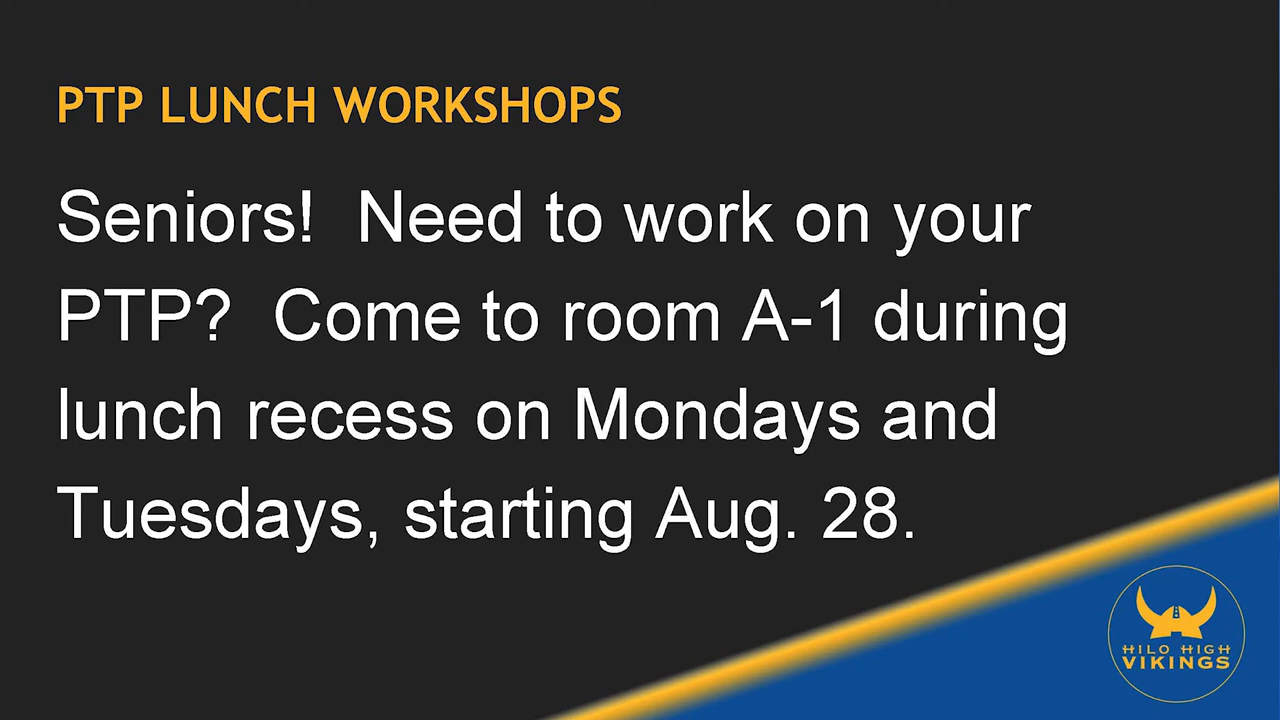 PTP LUNCH WORKSHOPS
Seniors!  Need to work on your
PTP?  Come to room A-1 during
lunch recess on Mondays and
Tuesdays, starting Aug. 28.
HILO HIGH
VIKINGS